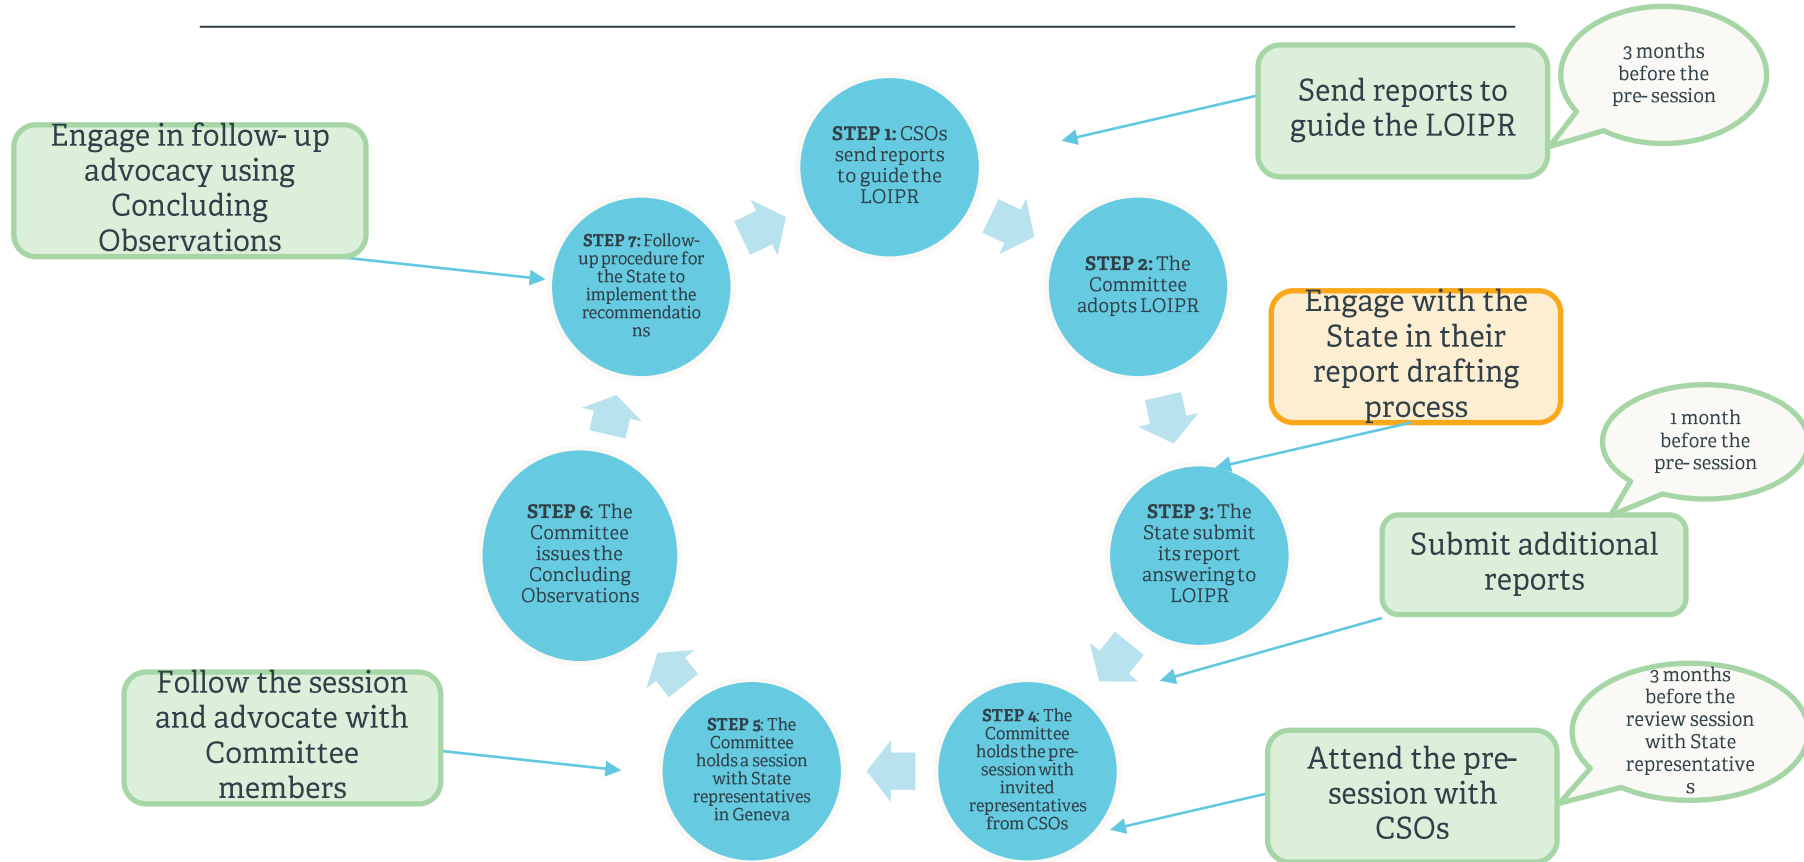 3 months
before the
pre-session
Send reports to
guide the LOIPR
STEP 1: CSOs
send reports
to guide the
LOIPR
Engage in follow-up
advocacy using
Concluding
Observations
STEP 7: Follow-
up procedure for
the State to
implement the
recommendatio
ns
STEP 2: The
Committee
adopts LOIPR
Engage with the
State in their
report drafting
process
1 month
before the
pre-session
STEP 6: The
Committee
issues the
Concluding
Observations
STEP 3: The
State submit
its report
answering to
LOIPR
Submit additional
reports
Follow the session
and advocate with
Committee
members
STEP 5: The
Committee
holds a session
with State
representatives
in Geneva
STEP 4: The
Committee
holds the pre-
session with
invited
representatives
from CSOs
3 months
before the
review session
with State
representative
s
Attend the pre-
session with
CSOs